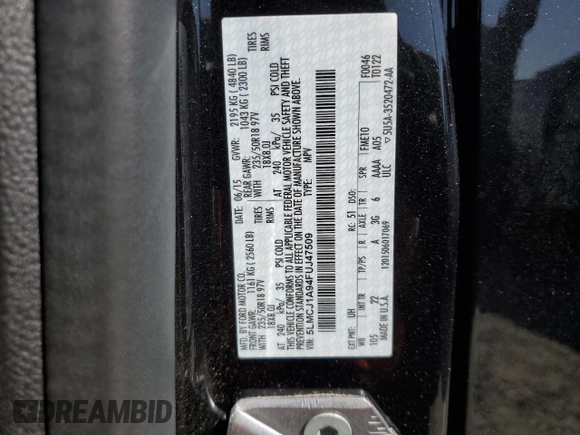 MFD. BY FORD MOTOR CO.
DATE: 06/15 GVWR: 2195 KG ( 4840 LB)
FRONT GAWR: 1161 KG ( 2560 LB) REAR GAWR: 1043 KG ( 2300 LB)
WITH 235/50R18 97V TIRES WITH 235/50R18 97V TIRES
18X8.0J RIMS 18X8.0J RIMS
AT 240 kPa/ 35 PSI COLD AT 240 kPa/ 35 PSI COLD
THIS VEHICLE CONFORMS TO ALL APPLICABLE FEDERAL MOTOR VEHICLE SAFETY AND THEFT
PREVENTION STANDARDS IN EFFECT ON THE DATE OF MANUFACTURE SHOWN ABOVE.
VIN: 5LMCJ1A94FUJ47509 TYPE: MPV
F0046
T0122
EXT PNT: UH RC: 51 DSO: FME10
WB INT TR TP/PS R AXLE TR SPR
105 22 A 3G 6 AAAA A05
ULC
MADE IN U.S.A. 1201506017069 5U5A-3520472-AA
DREAMBID